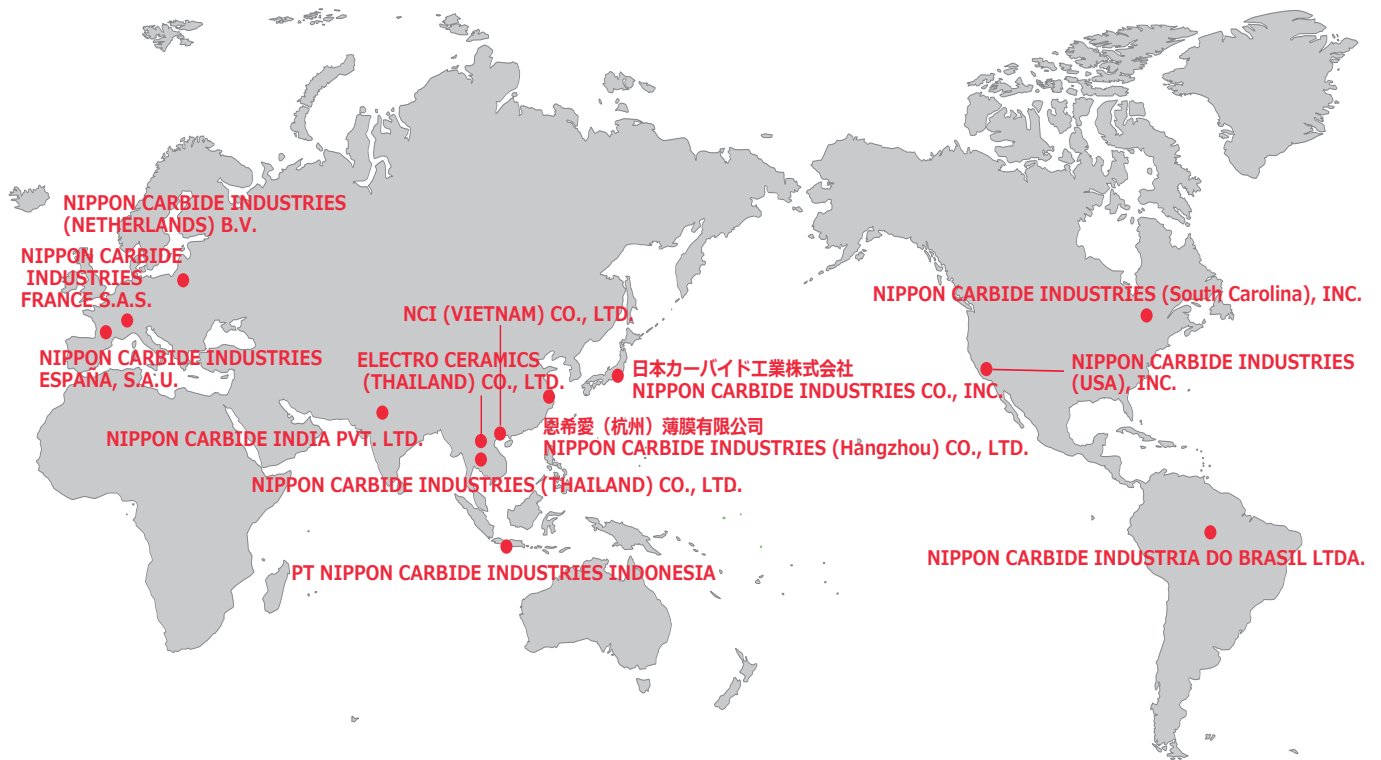 NIPPON CARBIDE INDUSTRIES
(NETHERLANDS) B.V.
NIPPON CARBIDE
INDUSTRIES
FRANCE S.A.S.
NIPPON CARBIDE INDUSTRIES
ESPAÑA, S.A.U.
NCI (VIETNAM) CO., LTD.
ELECTRO CERAMICS
(THAILAND) CO., LTD.
日本カーバイド工業株式会社
NIPPON CARBIDE INDUSTRIES CO., INC.
恩希愛（杭州）薄膜有限公司
NIPPON CARBIDE INDUSTRIES (Hangzhou) CO., LTD.
NIPPON CARBIDE INDIA PVT. LTD.
NIPPON CARBIDE INDUSTRIES (THAILAND) CO., LTD.
PT NIPPON CARBIDE INDUSTRIES INDONESIA
NIPPON CARBIDE INDUSTRIES (South Carolina), INC.
NIPPON CARBIDE INDUSTRIES
(USA), INC.
NIPPON CARBIDE INDUSTRIA DO BRASIL LTDA.